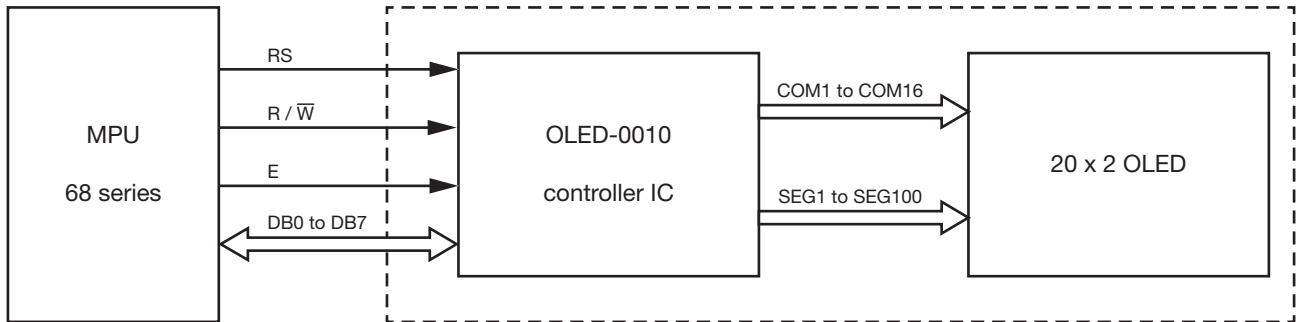 MPU
68 series
RS
R / W̅
E
DB0 to DB7
OLED-0010
controller IC
COM1 to COM16
SEG1 to SEG100
20 x 2 OLED